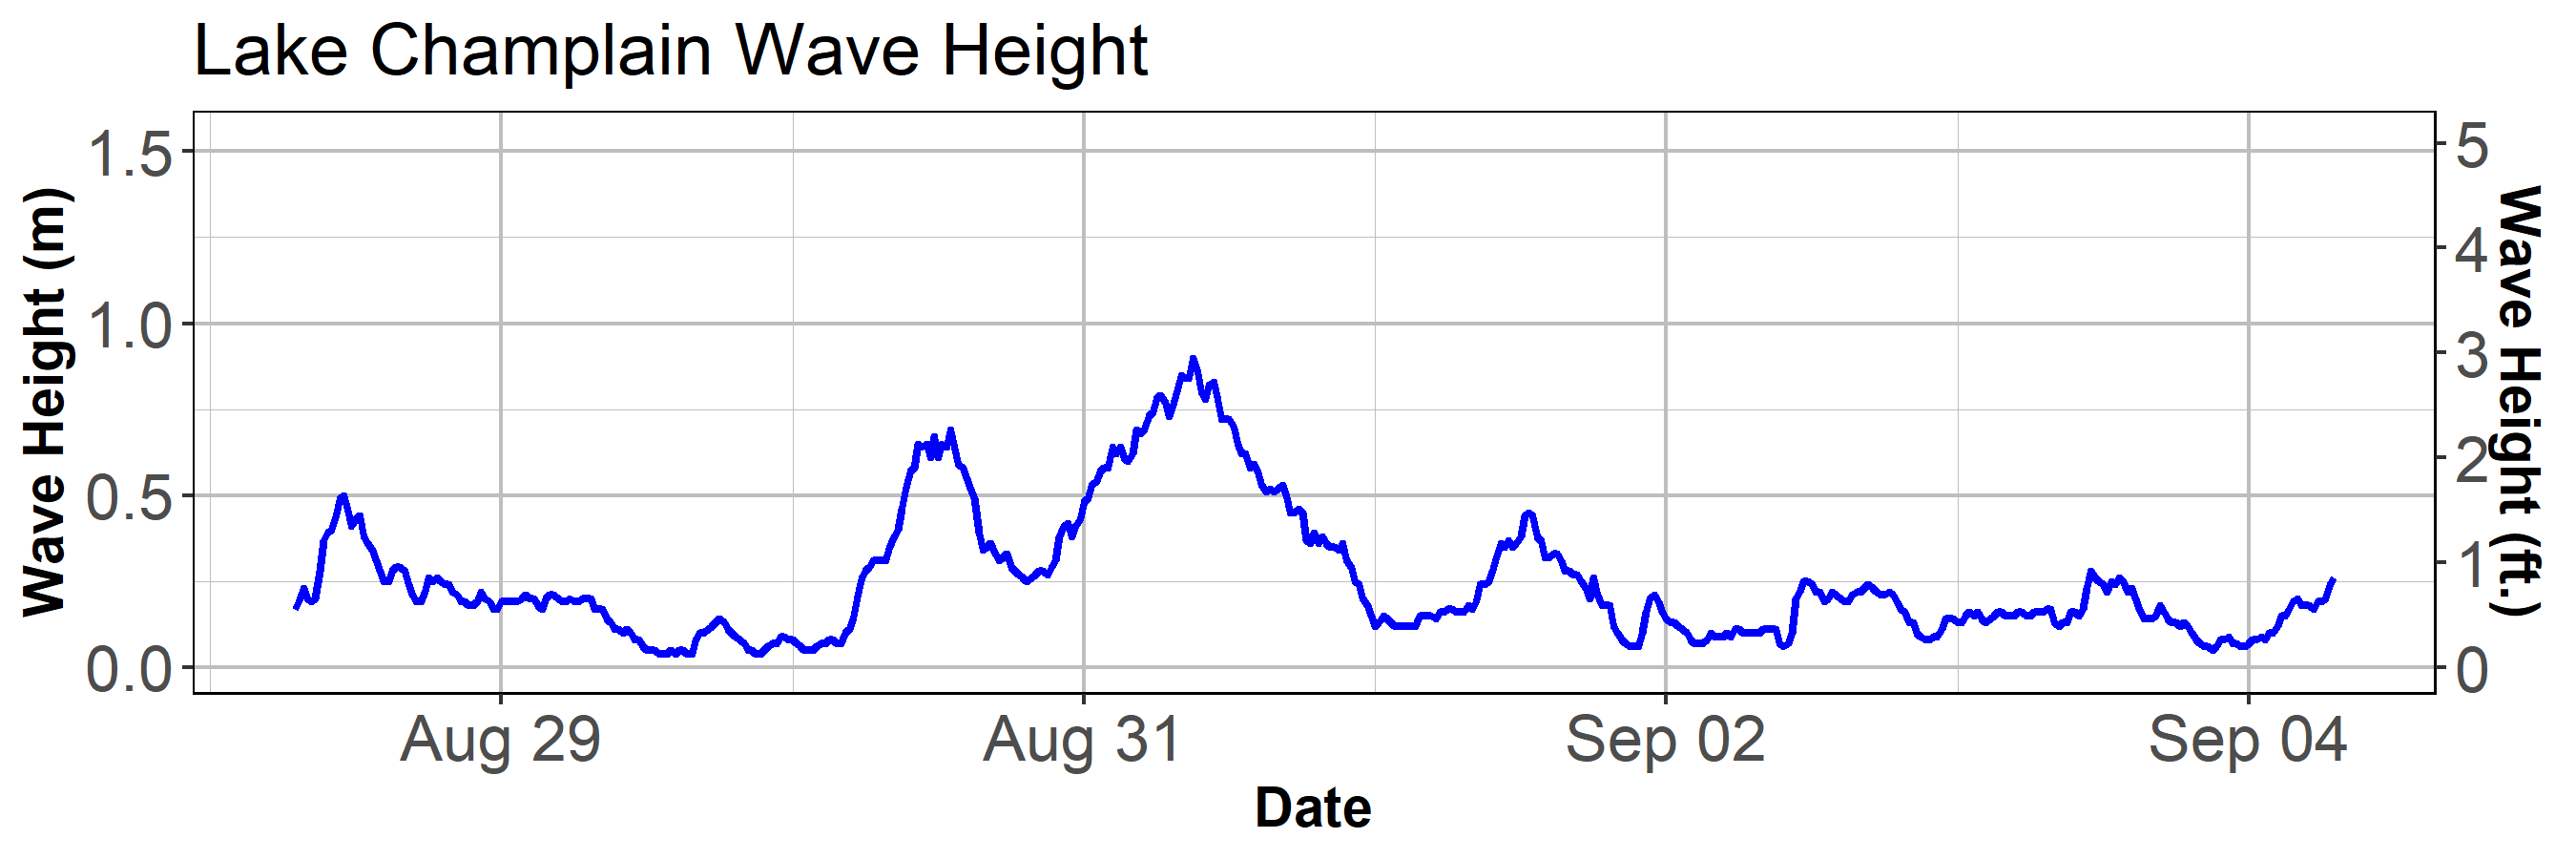 Lake Champlain Wave Height
Wave Height (m)
1.5
1.0
0.5
0.0
5
4
3
2
1
0
Wave Height (ft.)
Aug 29
Aug 31
Sep 02
Sep 04
Date